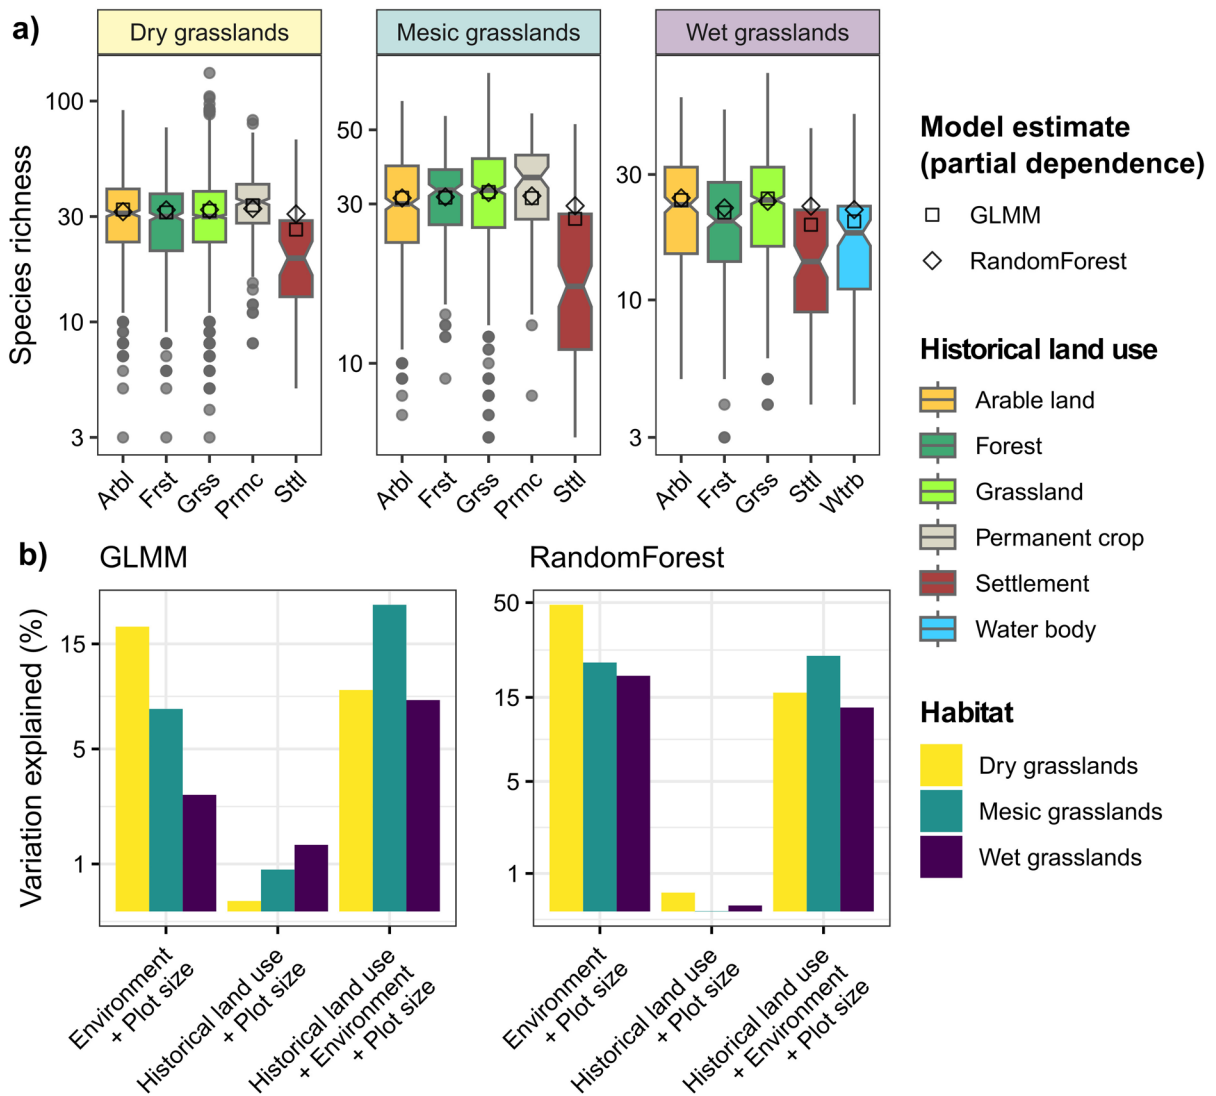 a)
Dry grasslands
Mesic grasslands
Wet grasslands
Species richness
100
30
10
3
50
30
10
30
10
3
Arbl
Frst
Grss
Prmc
Sttl
Arbl
Frst
Grss
Prmc
Sttl
Arbl
Frst
Grss
Sttl
Wtrb
Model estimate
(partial dependence)
GLMM
RandomForest
Historical land use
Arable land
Forest
Grassland
Permanent crop
Settlement
Water body
b)
GLMM
RandomForest
Variation explained (%)
15
5
1
50
15
5
1
Environment
+ Plot size
Historical land use
+ Plot size
Historical land use
+ Environment
+ Plot size
Environment
+ Plot size
Historical land use
+ Plot size
Historical land use
+ Environment
+ Plot size
Habitat
Dry grasslands
Mesic grasslands
Wet grasslands